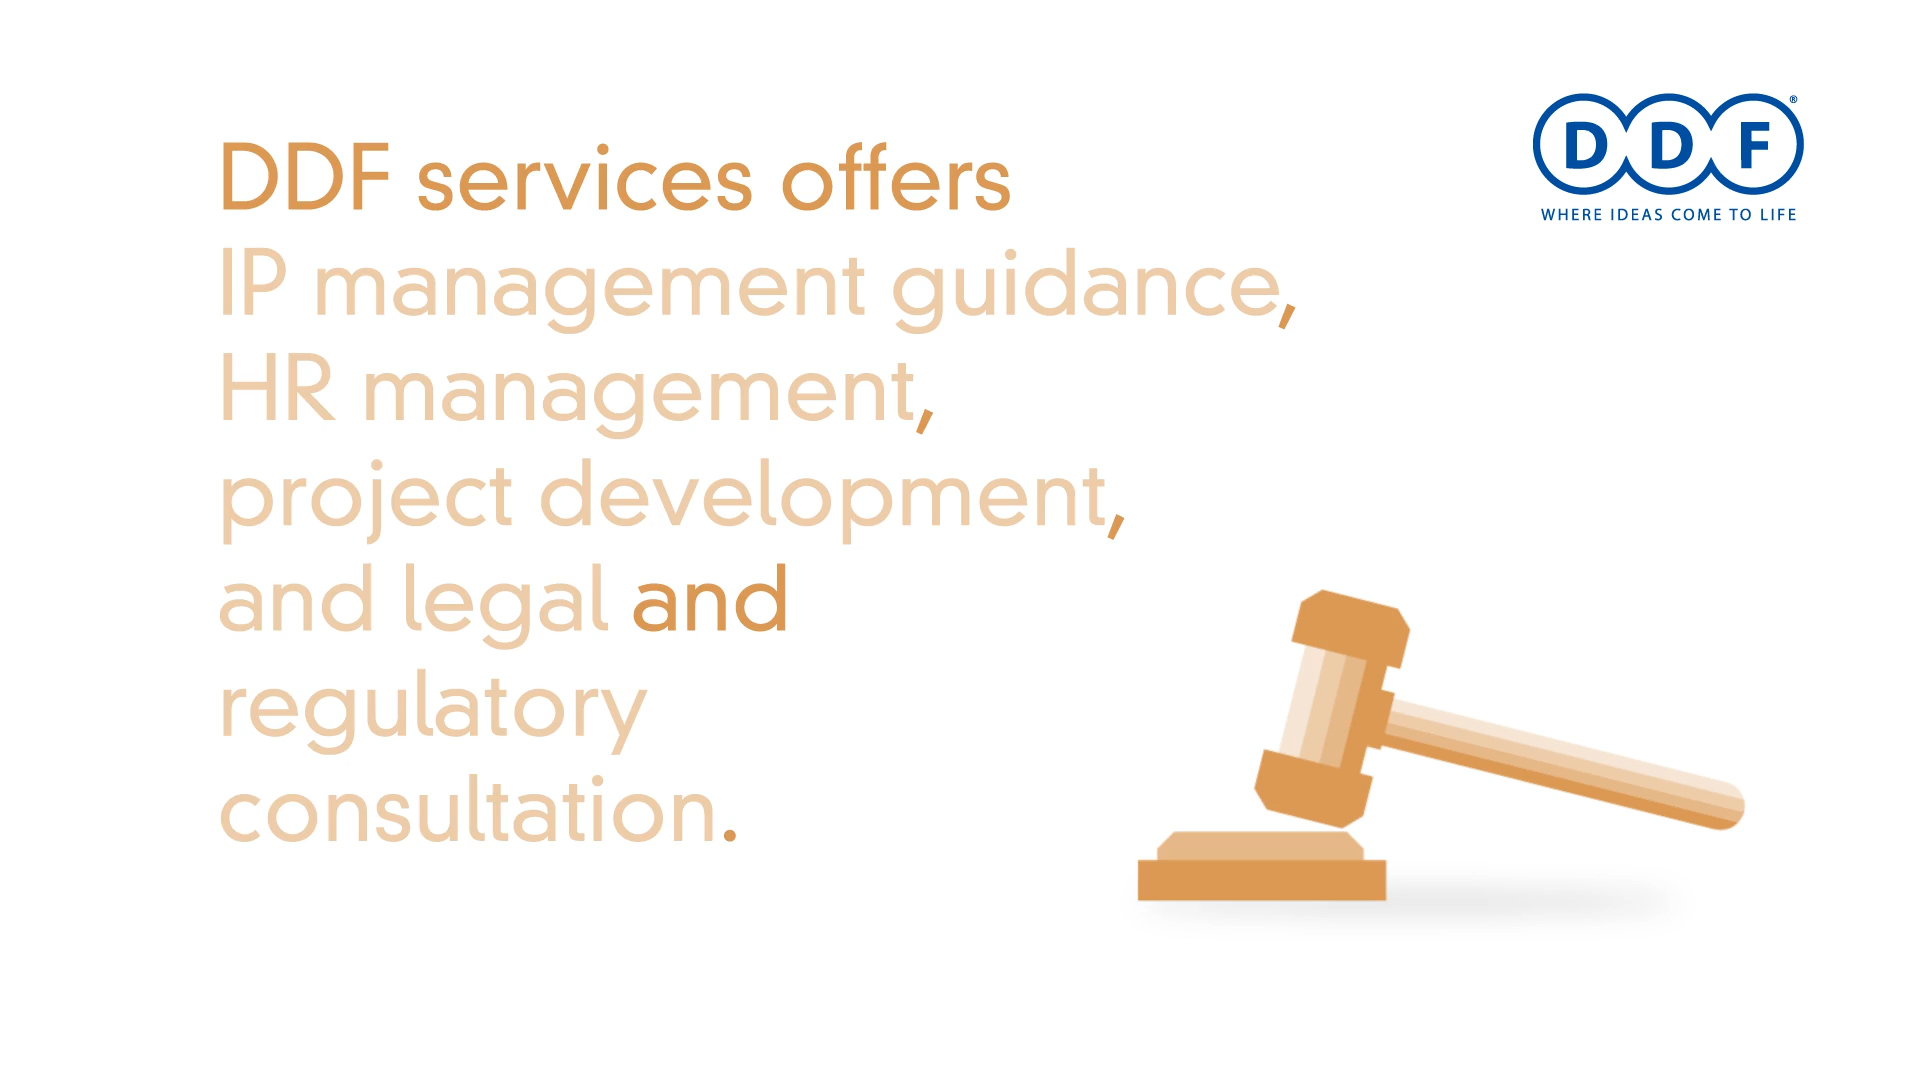 DDF services offers
IP management guidance,
HR management,
project development,
and legal and
regulatory
consultation.
DDF®
WHERE IDEAS COME TO LIFE